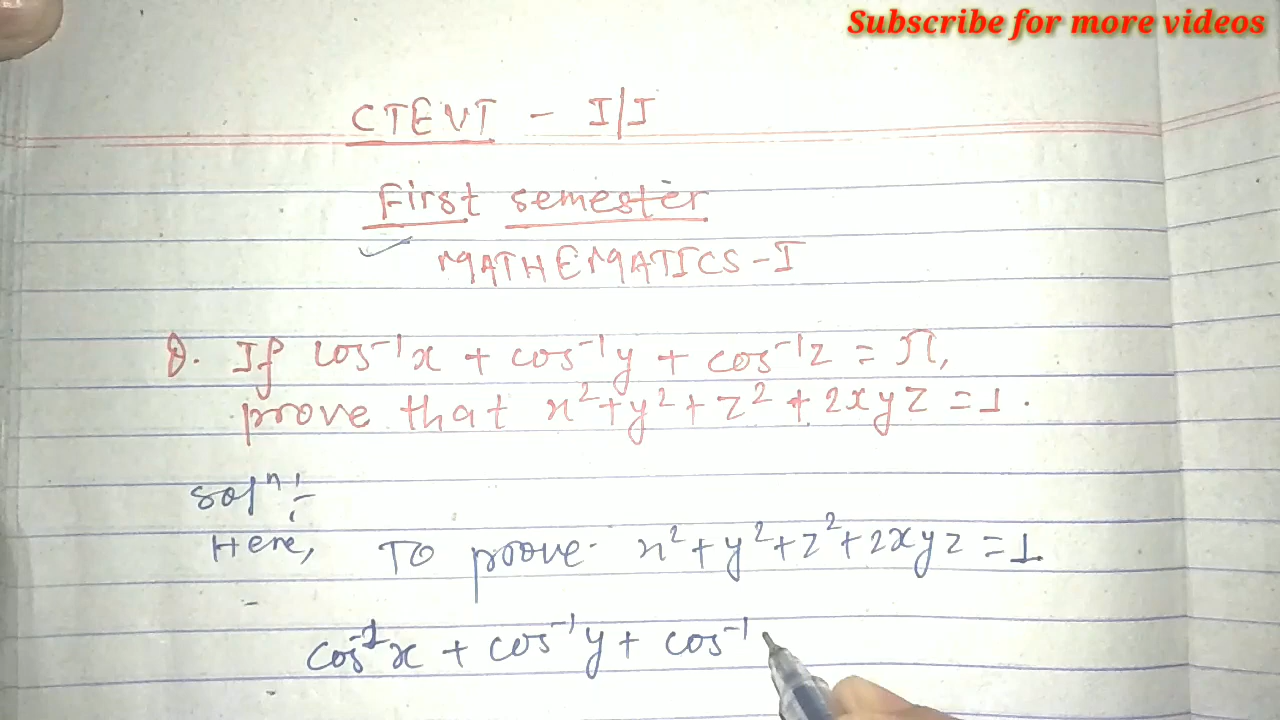 Subscribe for more videos
CTEVT - I/I
First semester
MATHEMATICS-I
Q. If cos⁻¹x + cos⁻¹y + cos⁻¹z = π,
prove that x²+y²+z²+2xyz=1.
Solⁿ:-
Here, To prove. x²+y²+z²+2xyz=1
cos⁻¹x + cos⁻¹y + cos⁻¹